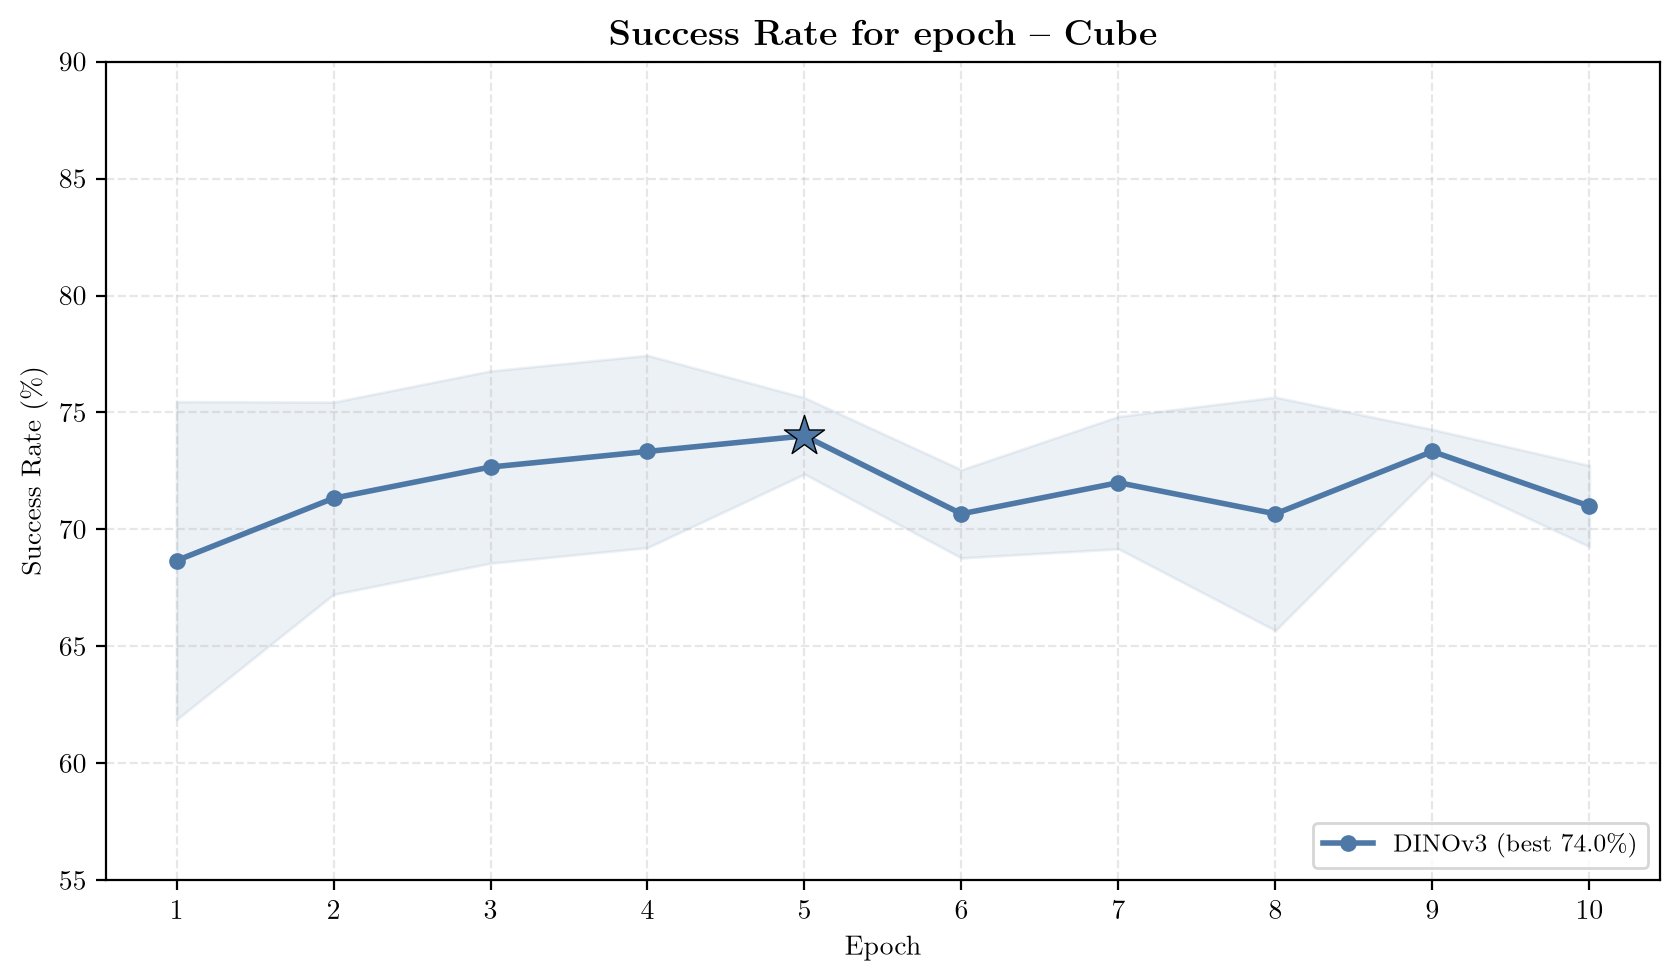 Success Rate for epoch – Cube
Success Rate (%)
90
85
80
75
70
65
60
55
1 2 3 4 5 6 7 8 9 10
Epoch
DINOv3 (best 74.0%)